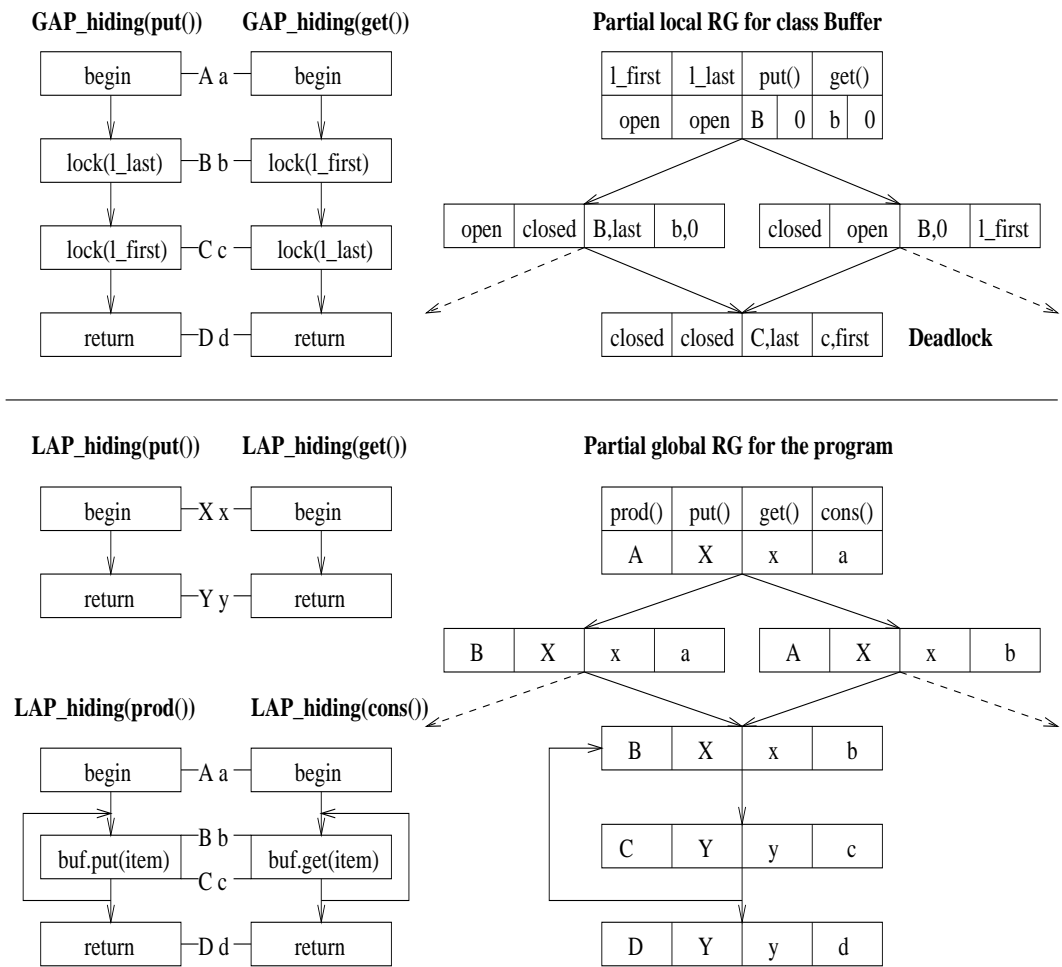 GAP_hiding(put()) GAP_hiding(get())
begin A a begin
lock(l_last) B b lock(l_first)
lock(l_first) C c lock(l_last)
return D d return
Partial local RG for class Buffer
l_first l_last put() get()
open open B 0 b 0
open closed B,last b,0
closed open B,0 l_first
closed closed C,last c,first Deadlock
LAP_hiding(put()) LAP_hiding(get())
begin X x begin
return Y y return
LAP_hiding(prod()) LAP_hiding(cons())
begin A a begin
B b
buf.put(item) buf.get(item)
C c
return D d return
Partial global RG for the program
prod() put() get() cons()
A X x a
B X x a
A X x b
B X x b
C Y y c
D Y y d